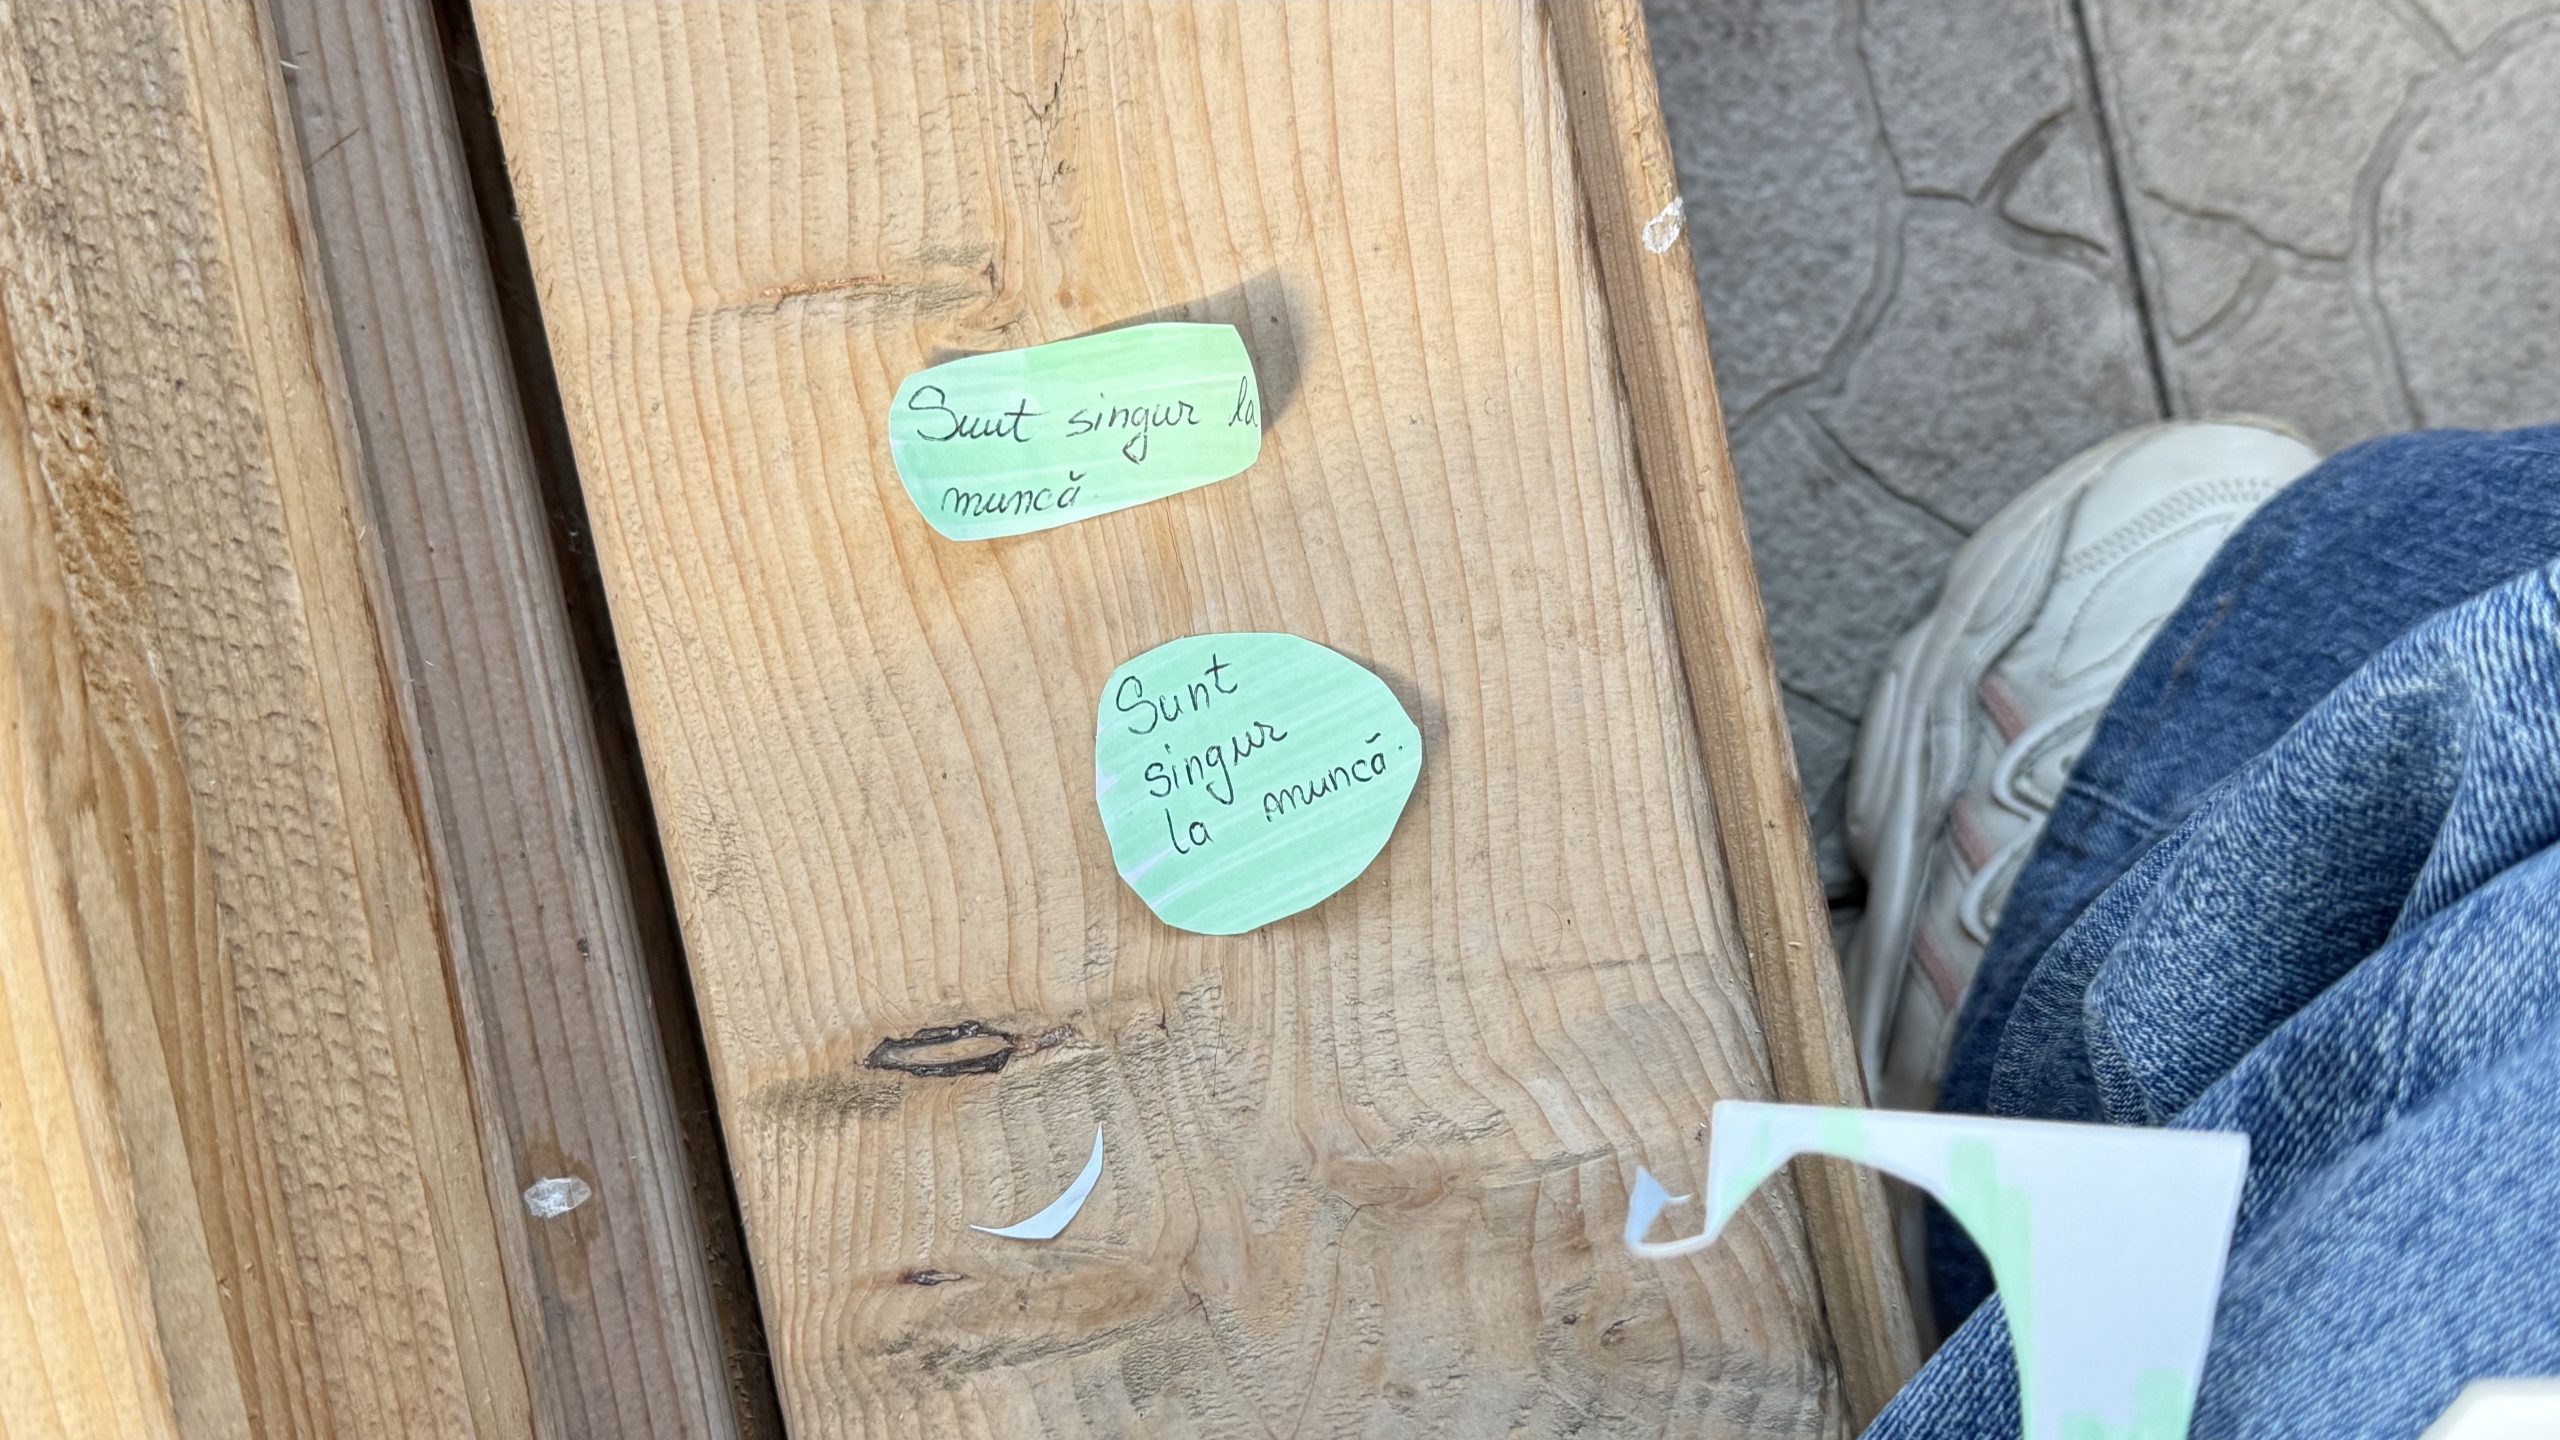 Sunt singur la
muncă.
Sunt
singur
la muncă.